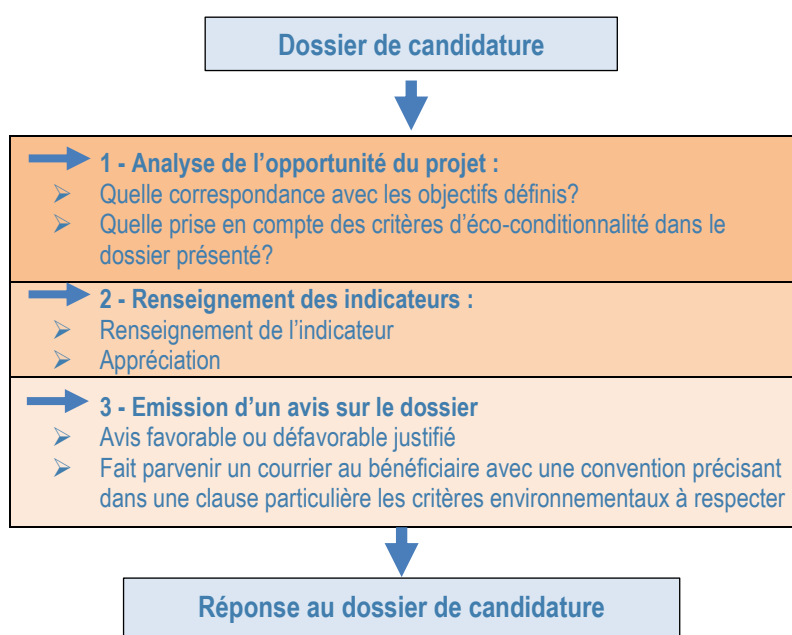 Dossier de candidature
1 - Analyse de l’opportunité du projet :
Quelle correspondance avec les objectifs définis?
Quelle prise en compte des critères d’éco-conditionnalité dans le
dossier présenté?
2 - Renseignement des indicateurs :
Renseignement de l’indicateur
Appréciation
3 - Emission d’un avis sur le dossier
Avis favorable ou défavorable justifié
Fait parvenir un courrier au bénéficiaire avec une convention précisant
dans une clause particulière les critères environnementaux à respecter
Réponse au dossier de candidature